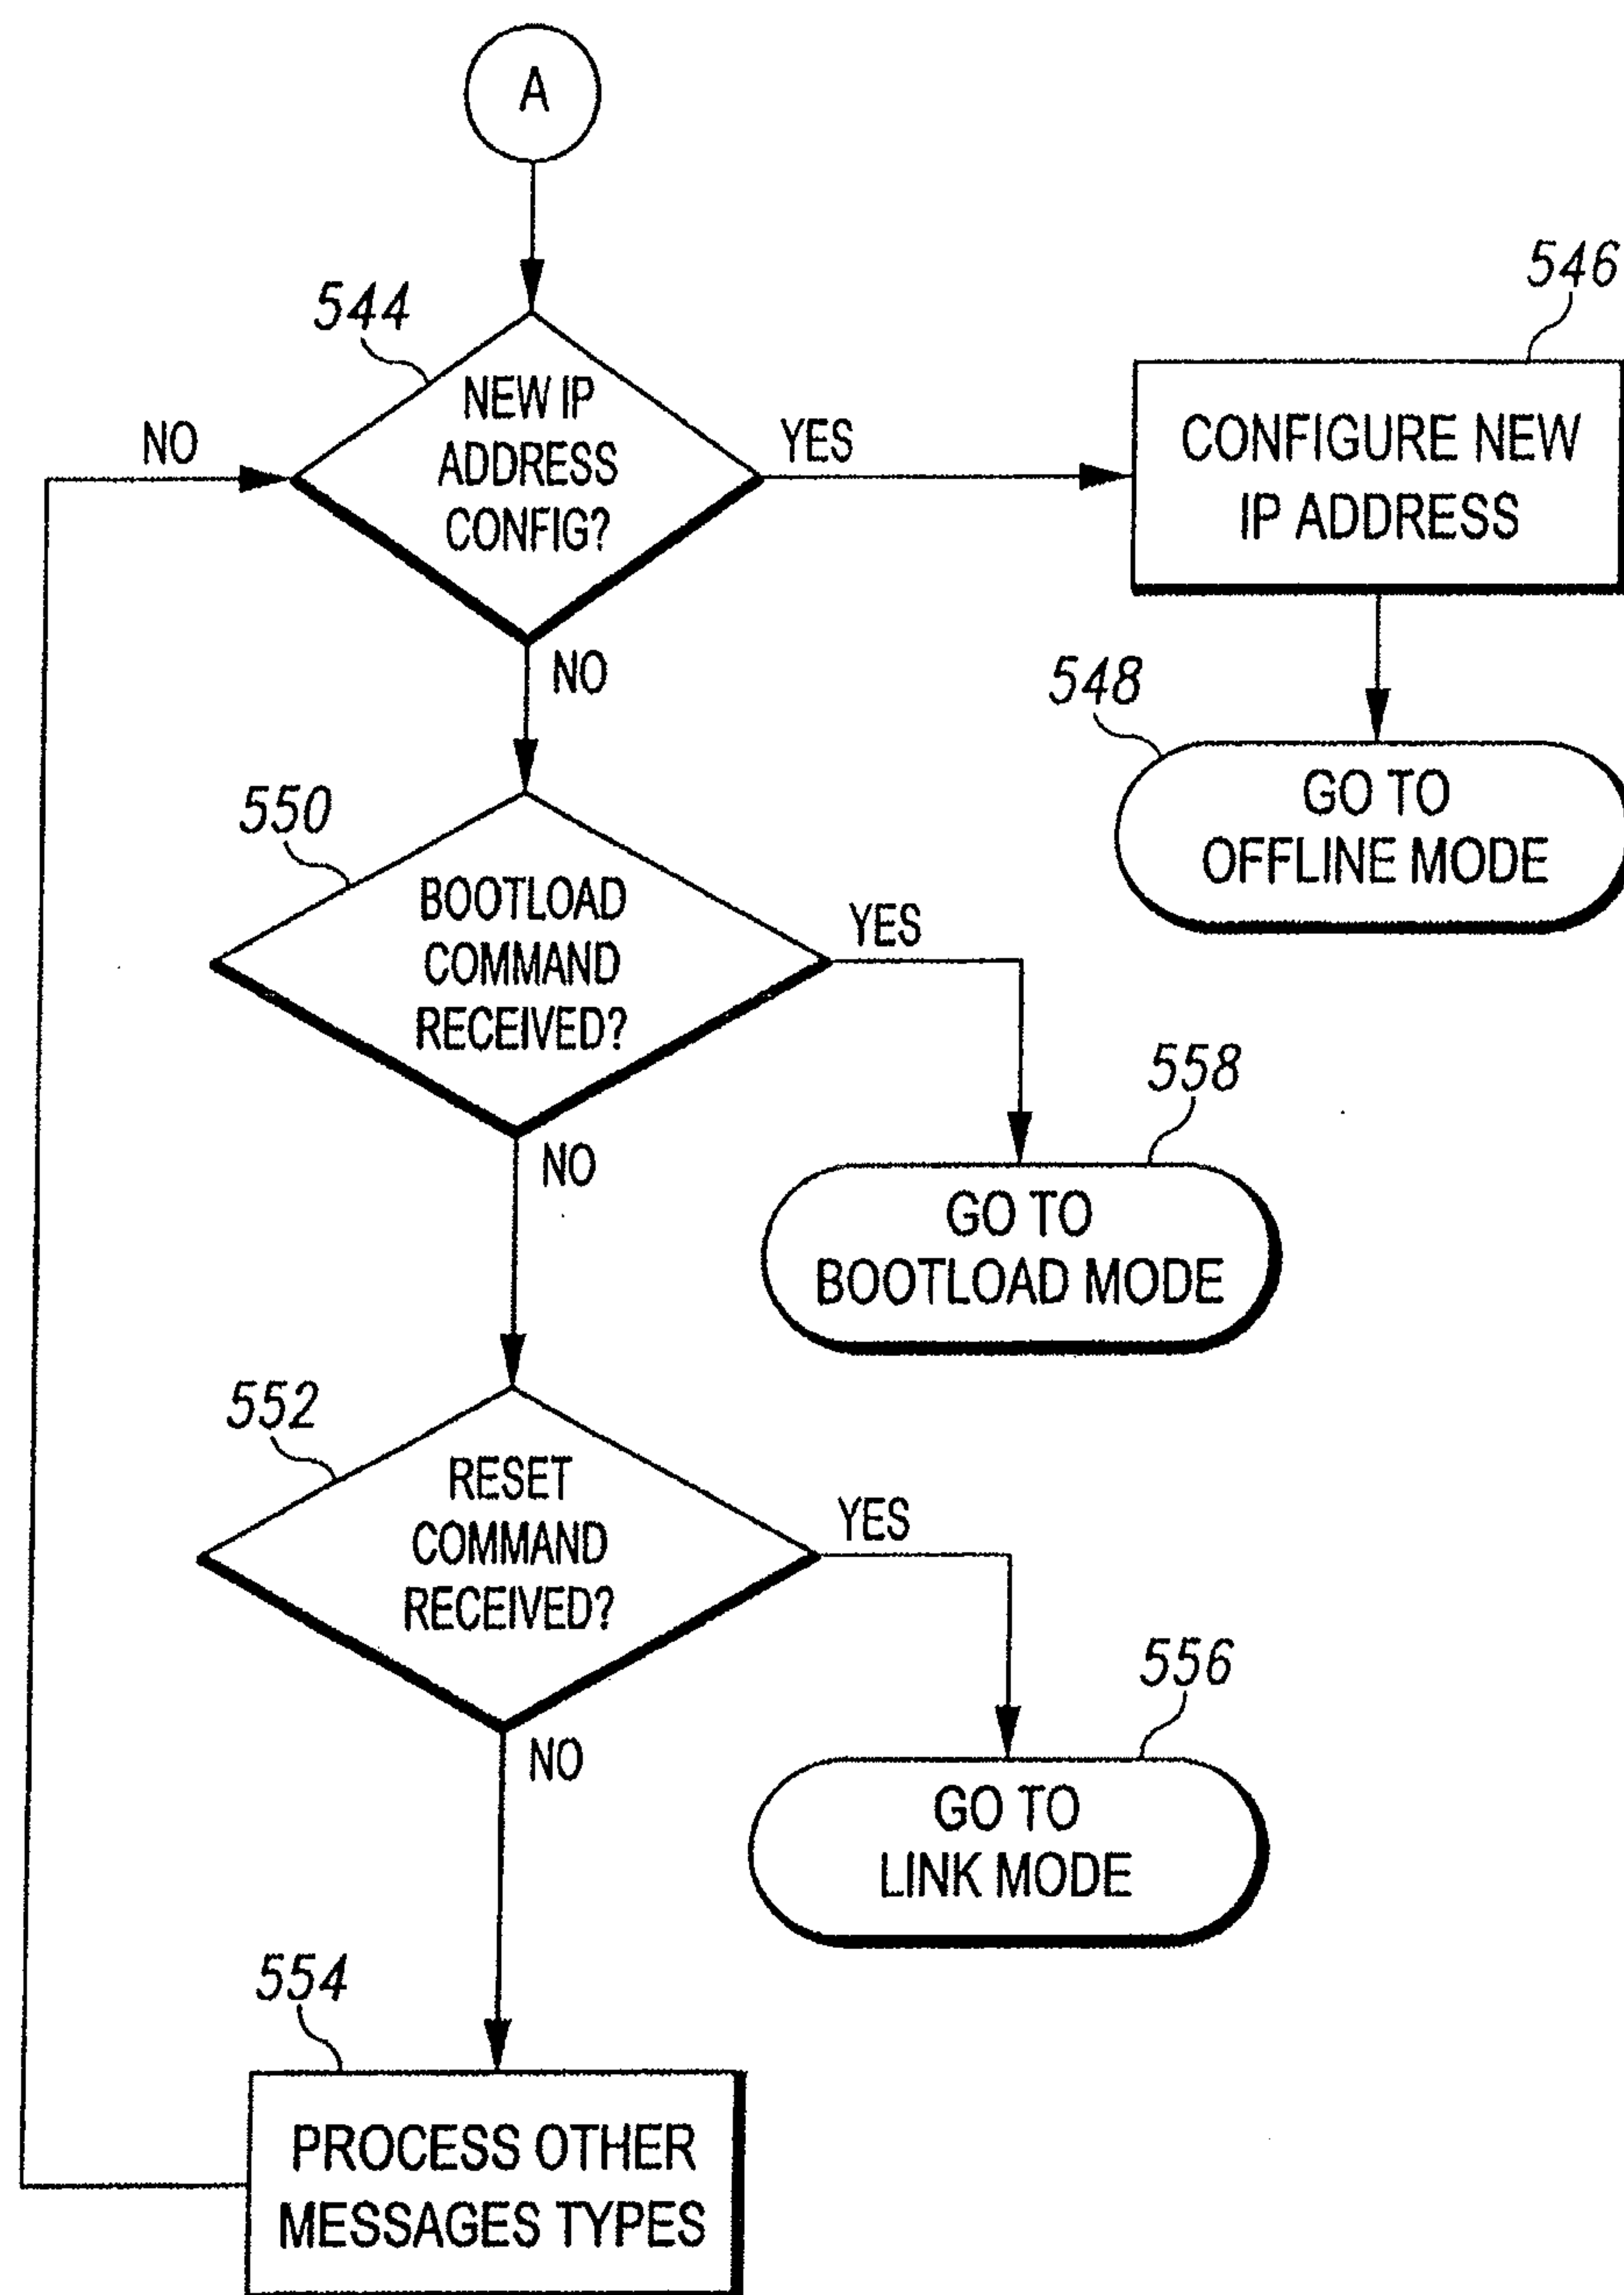 A
544
NEW IP
ADDRESS
CONFIG?
NO
YES
546
CONFIGURE NEW
IP ADDRESS
NO
548
GO TO
OFFLINE MODE
550
BOOTLOAD
COMMAND
RECEIVED?
YES
NO
558
GO TO
BOOTLOAD MODE
552
RESET
COMMAND
RECEIVED?
YES
NO
556
GO TO
LINK MODE
554
PROCESS OTHER
MESSAGES TYPES